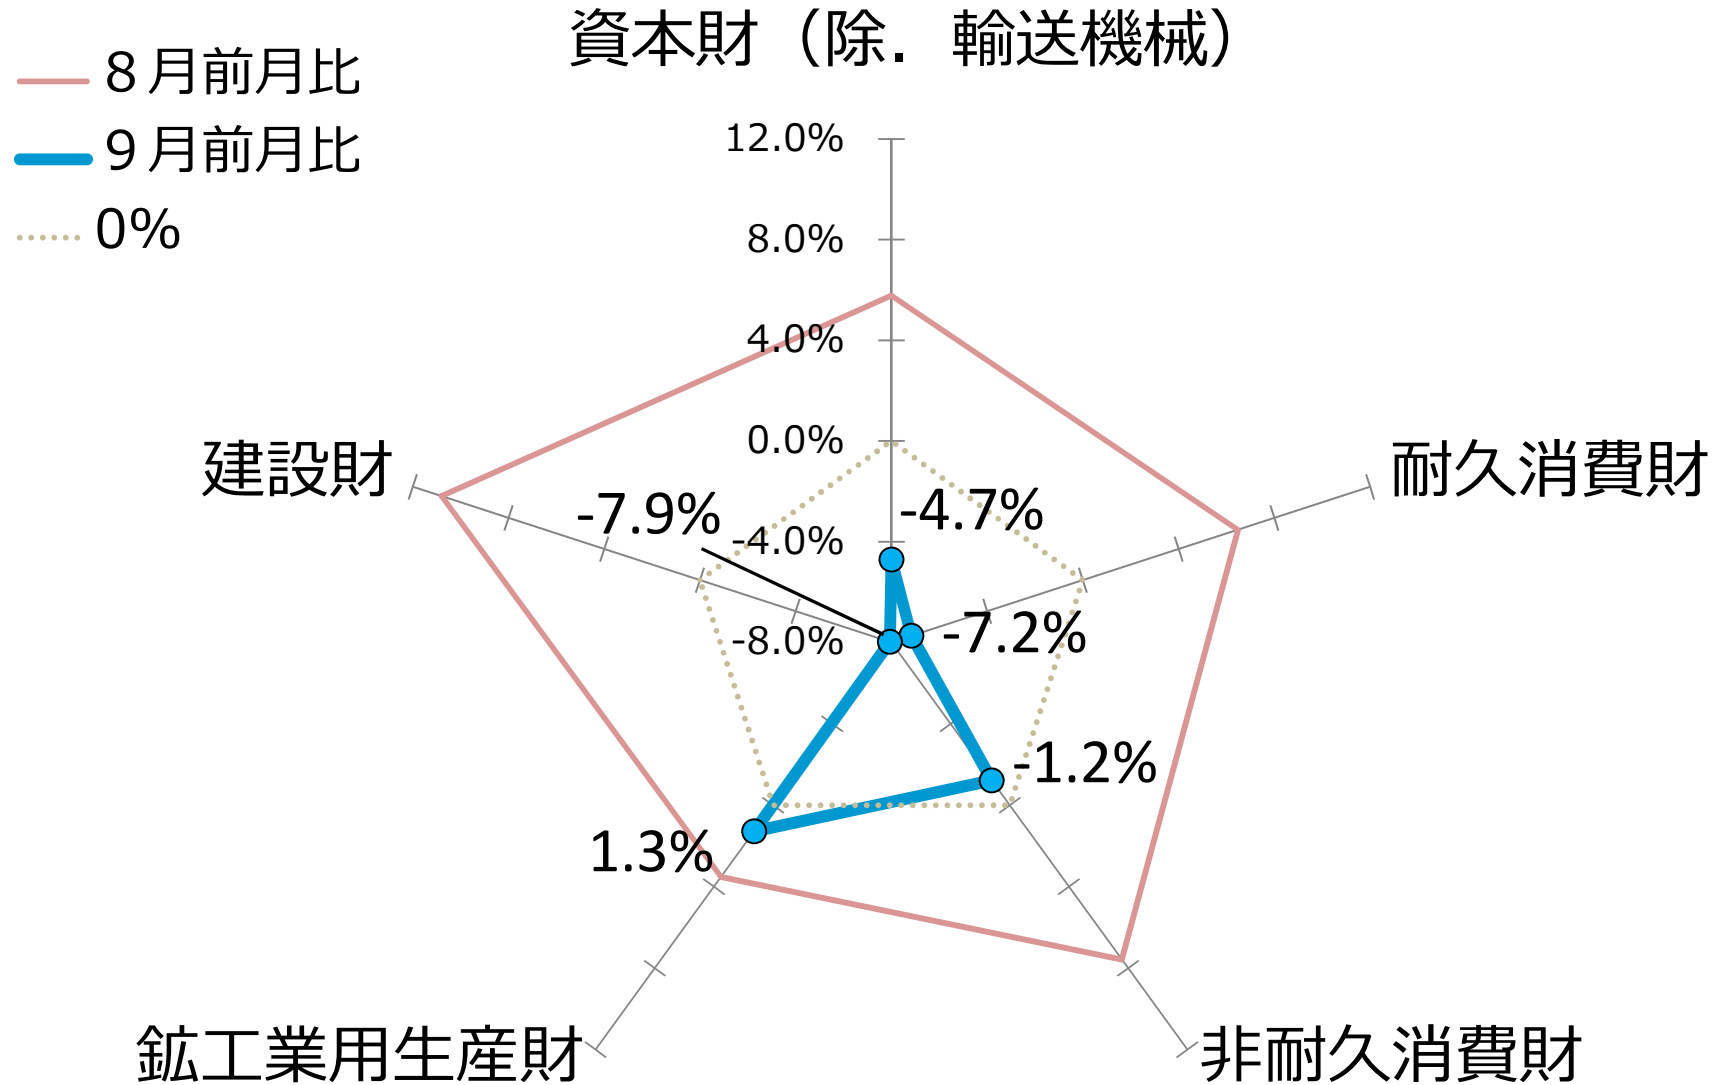 資本財（除．輸送機械）
８月前月比
９月前月比
0%
12.0%
8.0%
4.0%
0.0%
-4.0%
-8.0%
建設財
耐久消費財
-7.9%
-4.7%
-7.2%
-1.2%
1.3%
鉱工業用生産財
非耐久消費財